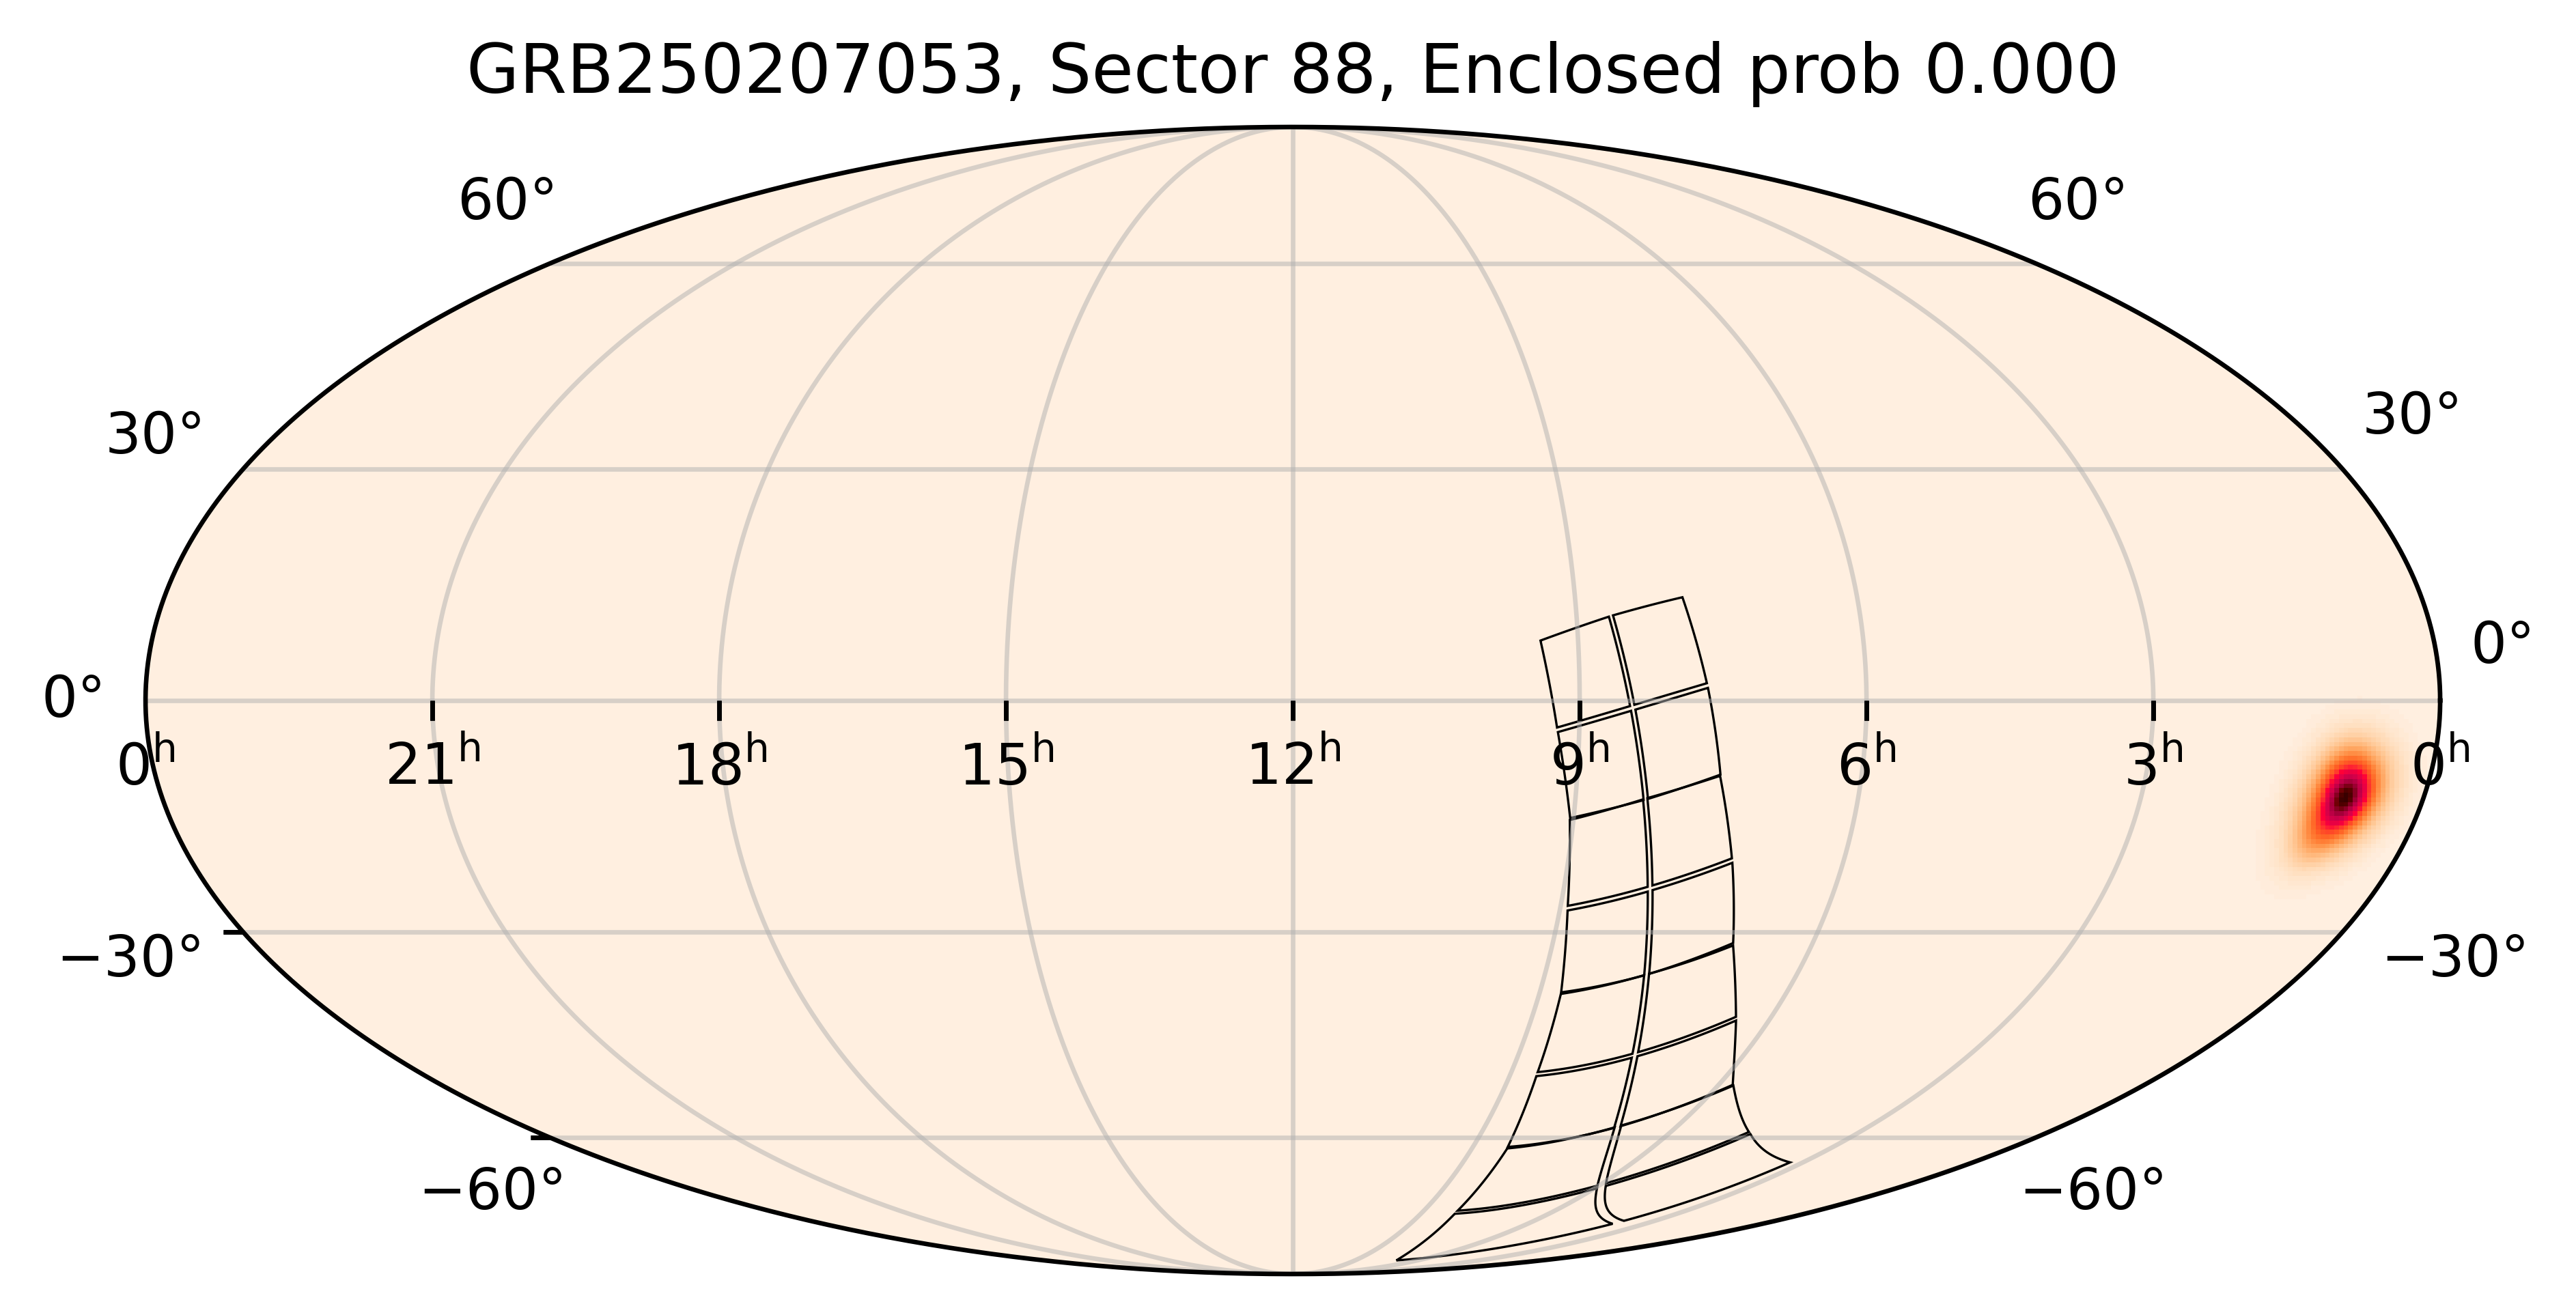 GRB250207053, Sector 88, Enclosed prob 0.000
60° 60°
30° 30°
0° 0°
0h 21h 18h 15h 12h 9h 6h 3h 0h
−30° −30°
−60° −60°